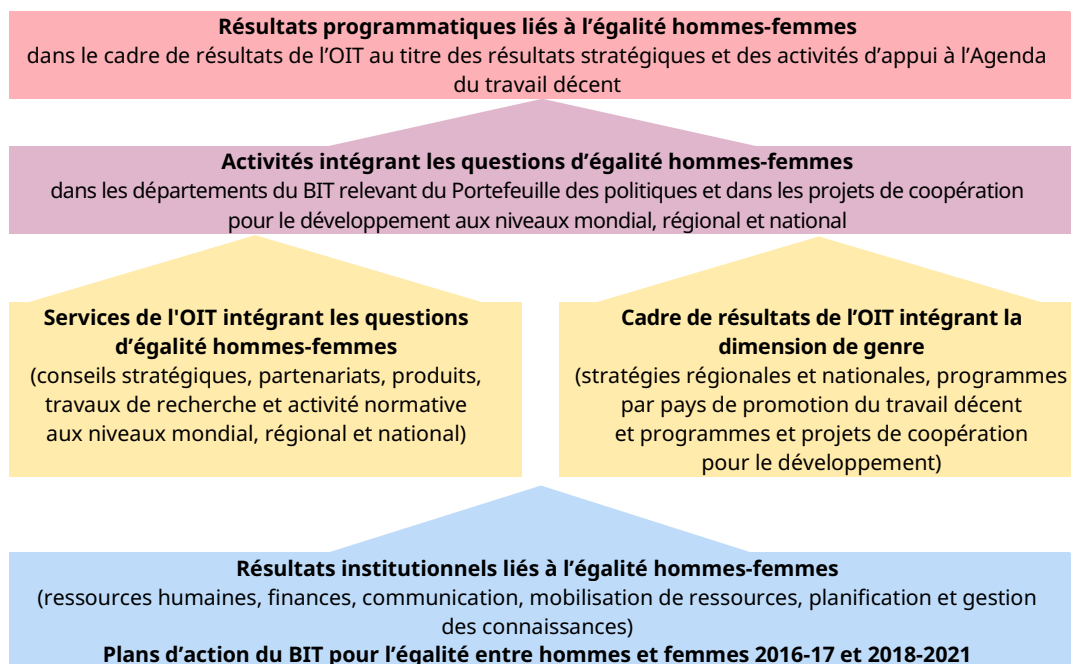 Résultats programmatiques liés à l’égalité hommes-femmes
dans le cadre de résultats de l’OIT au titre des résultats stratégiques et des activités d’appui à l’Agenda
du travail décent
Activités intégrant les questions d’égalité hommes-femmes
dans les départements du BIT relevant du Portefeuille des politiques et dans les projets de coopération
pour le développement aux niveaux mondial, régional et national
Services de l'OIT intégrant les questions
d’égalité hommes-femmes
(conseils stratégiques, partenariats, produits,
travaux de recherche et activité normative
aux niveaux mondial, régional et national)
Cadre de résultats de l’OIT intégrant la
dimension de genre
(stratégies régionales et nationales, programmes
par pays de promotion du travail décent
et programmes et projets de coopération
pour le développement)
Résultats institutionnels liés à l’égalité hommes-femmes
(ressources humaines, finances, communication, mobilisation de ressources, planification et gestion
des connaissances)
Plans d’action du BIT pour l’égalité entre hommes et femmes 2016-17 et 2018-2021